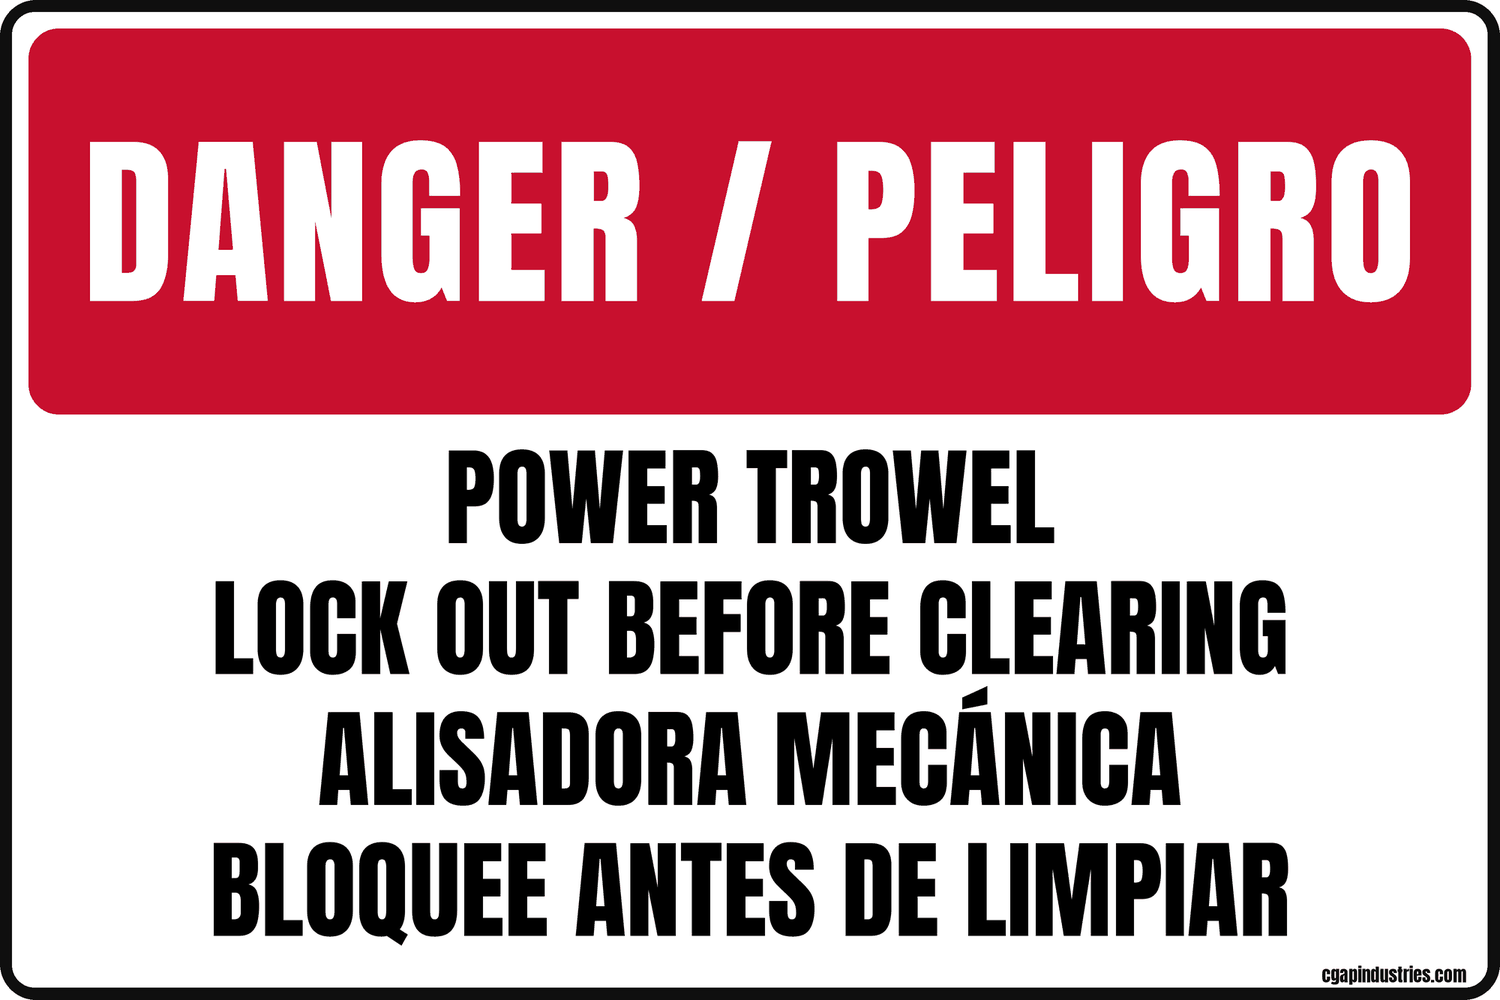 DANGER / PELIGRO
POWER TROWEL
LOCK OUT BEFORE CLEARING
ALISADORA MECÁNICA
BLOQUEE ANTES DE LIMPIAR
cgapindustries.com